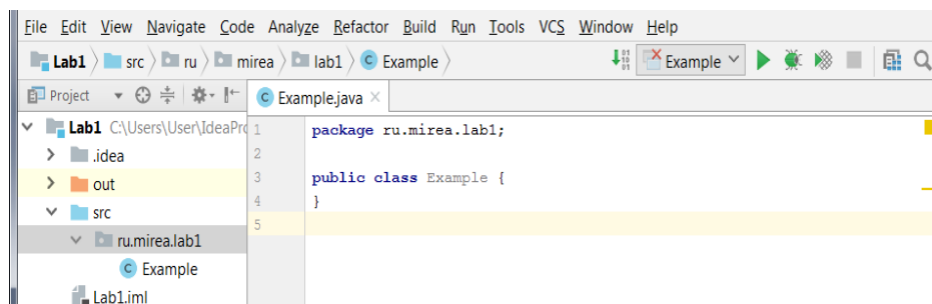 File Edit View Navigate Code Analyze Refactor Build Run Tools VCS Window Help
Lab1 src ru mirea lab1 Example Example
Project Example.java
Lab1 C:\Users\User\IdeaPr
.idea
out
src
ru.mirea.lab1
Example
Lab1.iml
1 package ru.mirea.lab1;
2
3 public class Example {
4 }
5